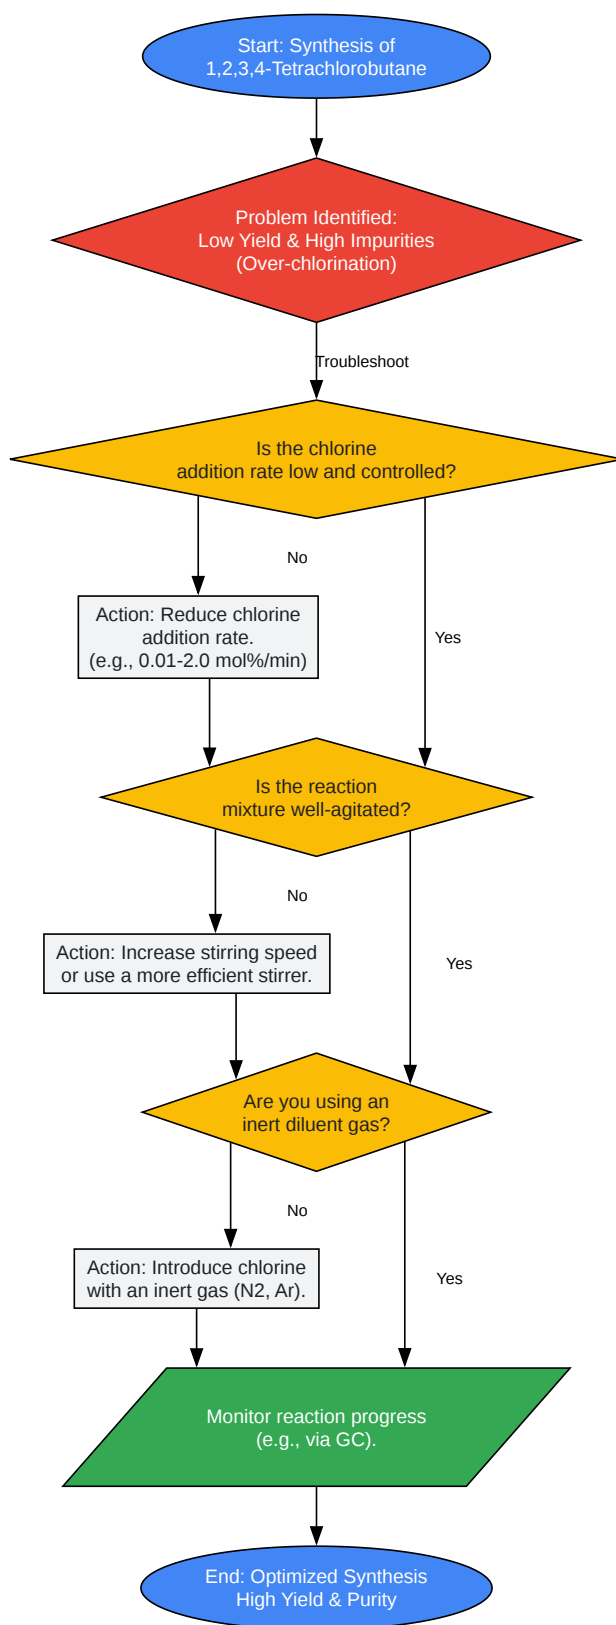 Start: Synthesis of
1,2,3,4-Tetrachlorobutane
Problem Identified:
Low Yield & High Impurities
(Over-chlorination)
Troubleshoot
Is the chlorine
addition rate low and controlled?
No
Action: Reduce chlorine
addition rate.
(e.g., 0.01-2.0 mol%/min)
Yes
Is the reaction
mixture well-agitated?
No
Action: Increase stirring speed
or use a more efficient stirrer.
Yes
Are you using an
inert diluent gas?
No
Action: Introduce chlorine
with an inert gas (N2, Ar).
Yes
Monitor reaction progress
(e.g., via GC).
End: Optimized Synthesis
High Yield & Purity